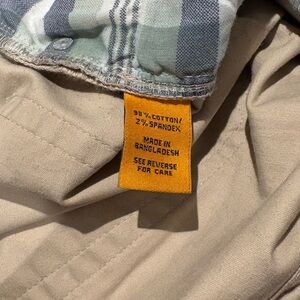 98% COTTON/
2% SPANDEX
MADE IN
BANGLADESH
SEE REVERSE
FOR CARE